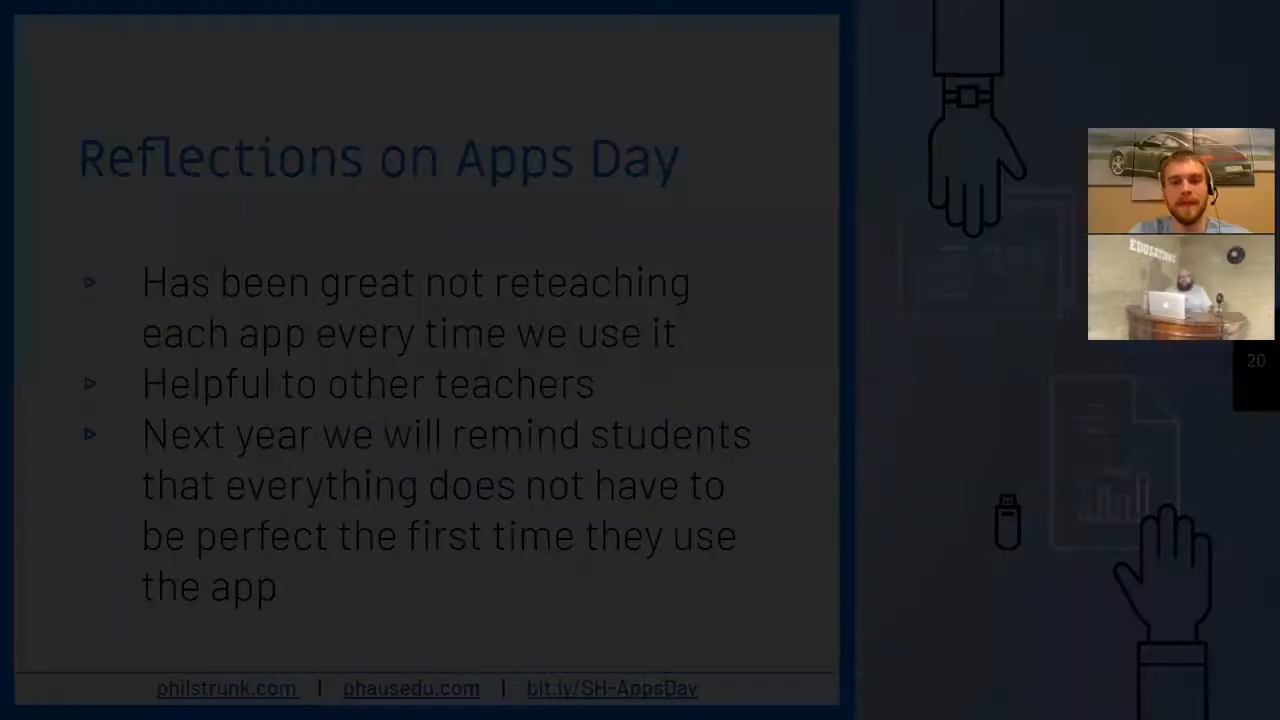 Reflections on Apps Day
Has been great not reteaching
each app every time we use it
Helpful to other teachers
Next year we will remind students
that everything does not have to
be perfect the first time they use
the app
philstrunk.com | phausedu.com | bit.ly/SH-AppsDay
20